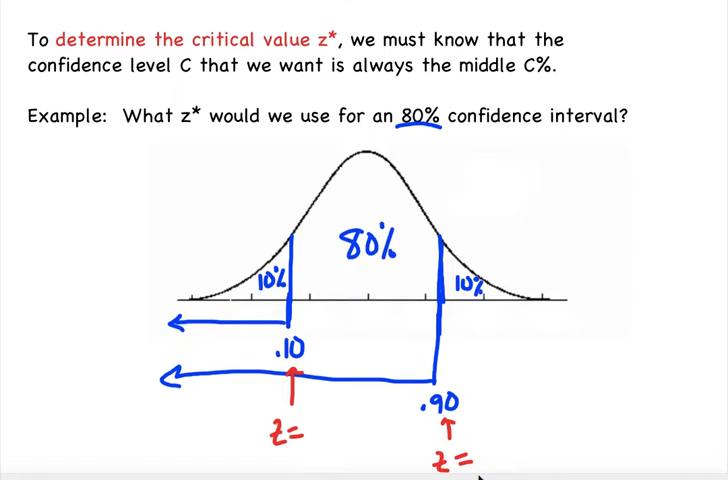 To determine the critical value z*, we must know that the
confidence level C that we want is always the middle C%.
Example: What z* would we use for an 80% confidence interval?
80%
10%
10%
.10
.90
z=
z=